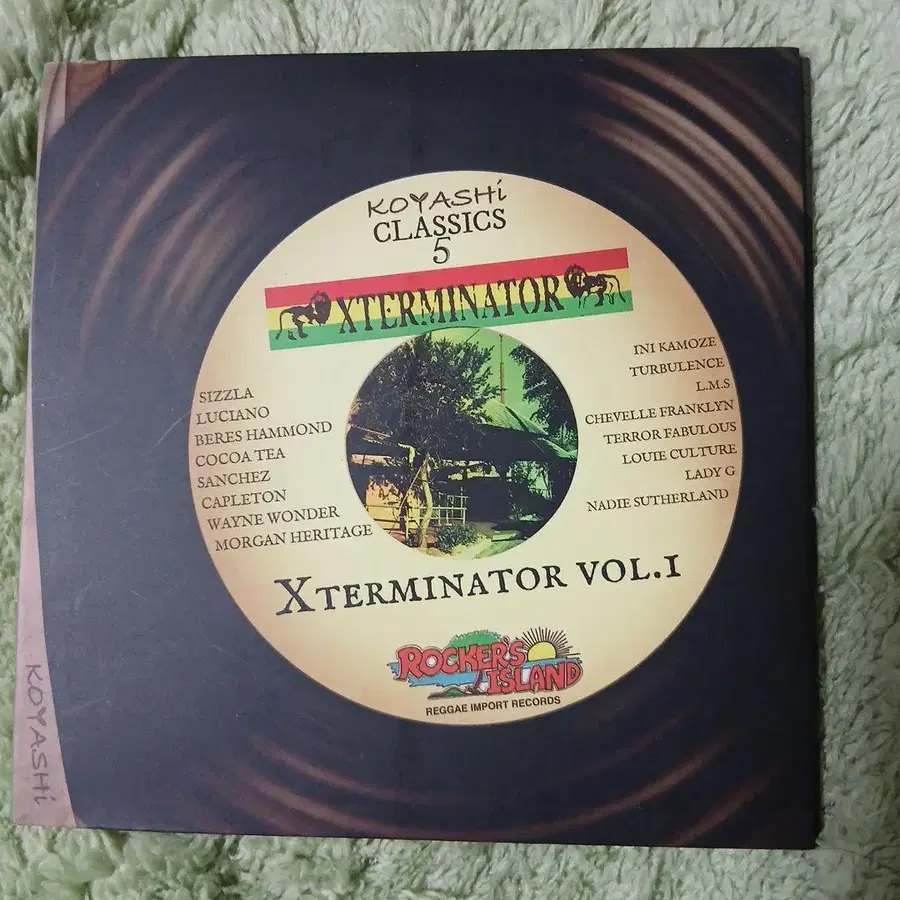 KOYASHi
CLASSICS
5
XTERMINATOR
SIZZLA
LUCIANO
BERES HAMMOND
COCOA TEA
SANCHEZ
CAPLETON
WAYNE WONDER
MORGAN HERITAGE
INI KAMOZE
TURBULENCE
L.M.S
CHEVELLE FRANKLYN
TERROR FABULOUS
LOUIE CULTURE
LADY G
NADIE SUTHERLAND
XTERMINATOR VOL.1
ROCKER'S
ISLAND
REGGAE IMPORT RECORDS
KOYASHi